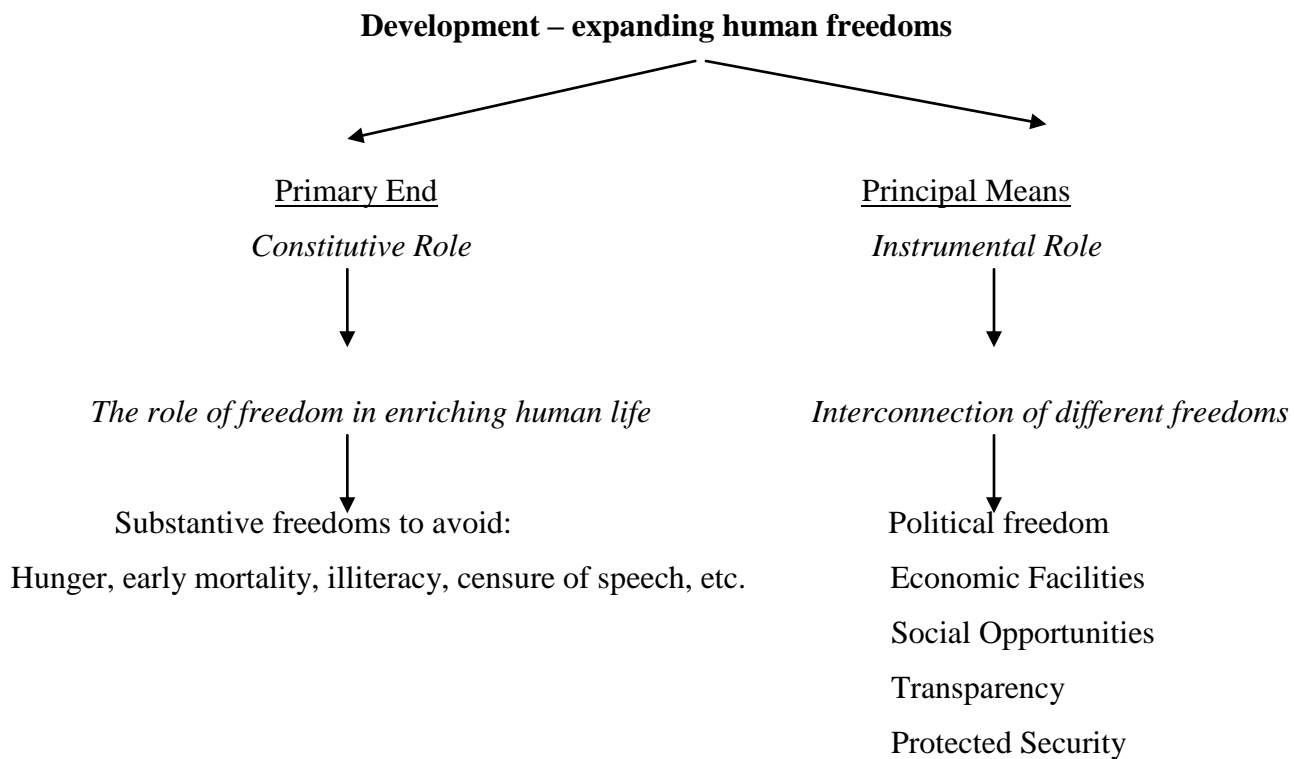 Development – expanding human freedoms
Primary End
Constitutive Role
The role of freedom in enriching human life
Substantive freedoms to avoid:
Hunger, early mortality, illiteracy, censure of speech, etc.
Principal Means
Instrumental Role
Interconnection of different freedoms
Political freedom
Economic Facilities
Social Opportunities
Transparency
Protected Security